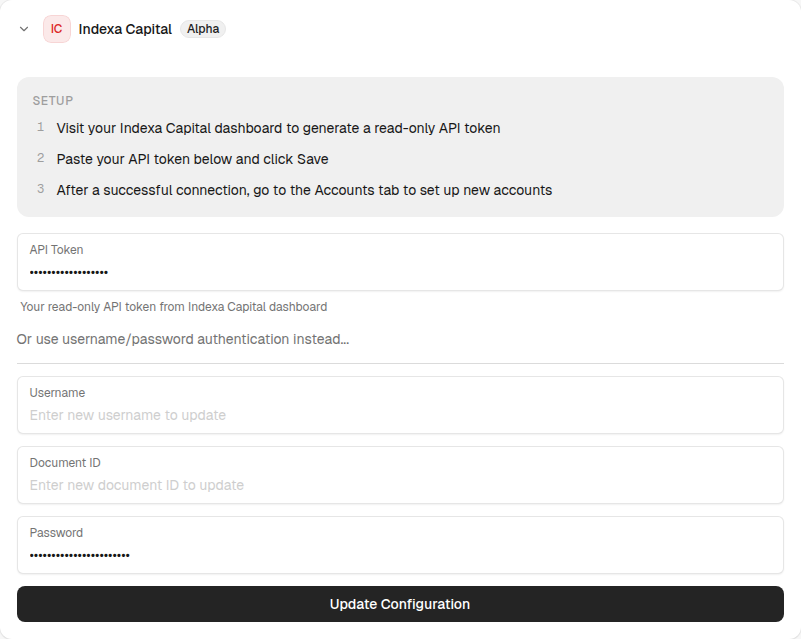 IC Indexa Capital Alpha
SETUP
1 Visit your Indexa Capital dashboard to generate a read-only API token
2 Paste your API token below and click Save
3 After a successful connection, go to the Accounts tab to set up new accounts
API Token
••••••••••••••••••
Your read-only API token from Indexa Capital dashboard
Or use username/password authentication instead...
Username
Enter new username to update
Document ID
Enter new document ID to update
Password
•••••••••••••••••••••••
Update Configuration